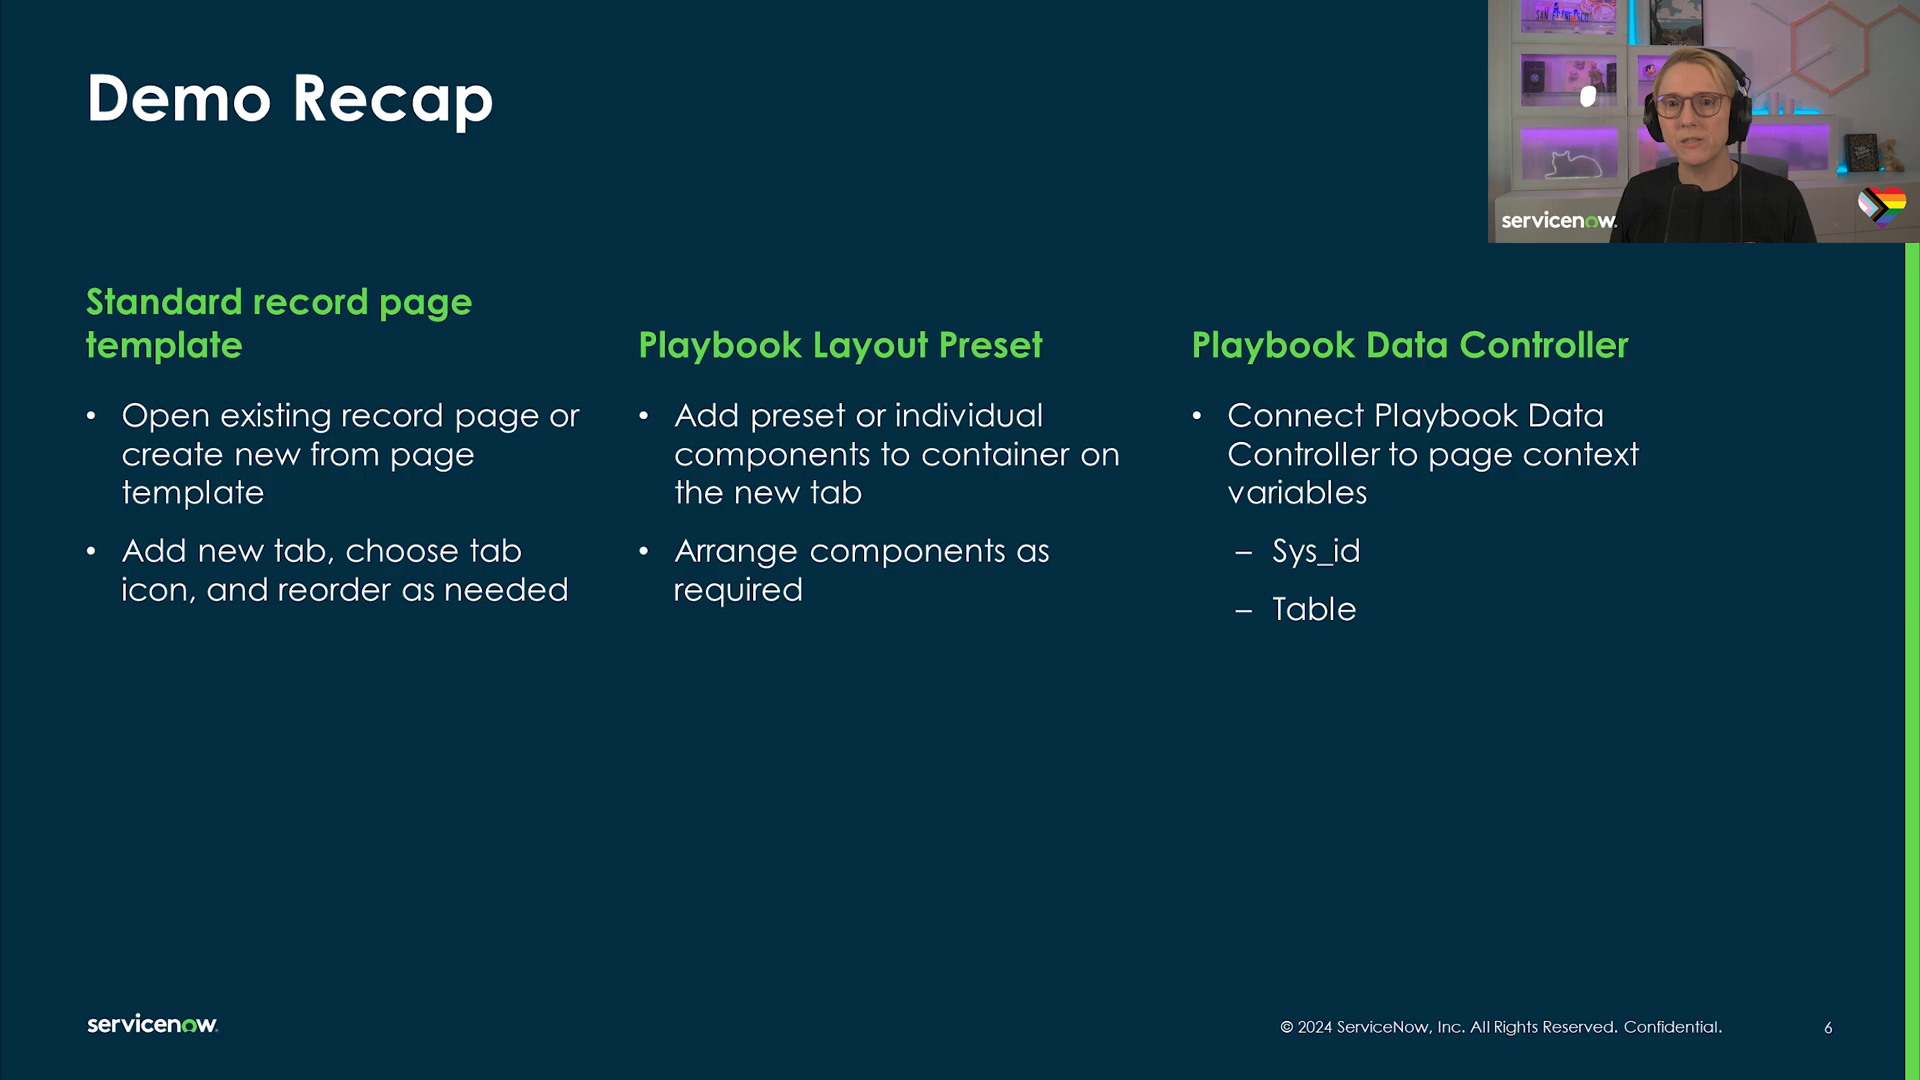 Demo Recap
SAN FRANCISCO
servicenow.
Standard record page
template
• Open existing record page or
create new from page
template
• Add new tab, choose tab
icon, and reorder as needed
Playbook Layout Preset
• Add preset or individual
components to container on
the new tab
• Arrange components as
required
Playbook Data Controller
• Connect Playbook Data
Controller to page context
variables
– Sys_id
– Table
servicenow.
© 2024 ServiceNow, Inc. All Rights Reserved. Confidential.
6